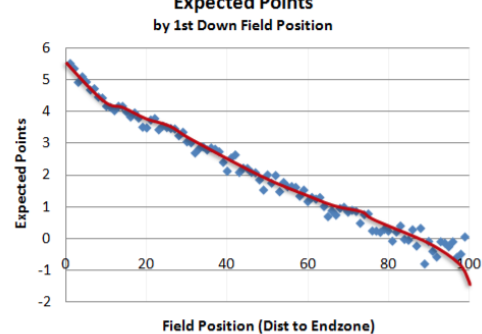 Expected Points
by 1st Down Field Position
6
5
4
3
2
1
0
-1
-2
0 20 40 60 80 100
Expected Points
Field Position (Dist to Endzone)